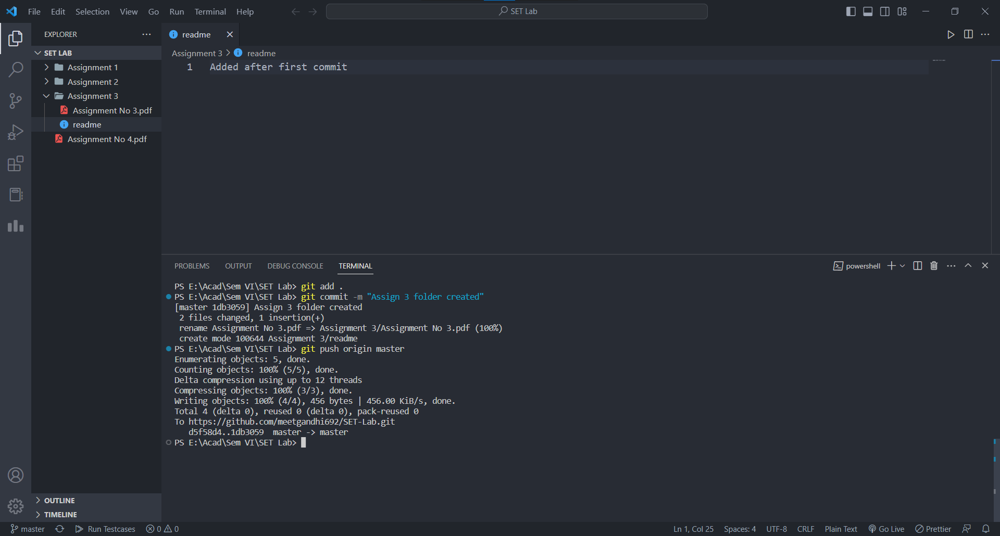 File Edit Selection View Go Run Terminal Help
SET Lab
EXPLORER
SET LAB
Assignment 1
Assignment 2
Assignment 3
Assignment No 3.pdf
readme
Assignment No 4.pdf
OUTLINE
TIMELINE
readme
Assignment 3 > readme
1 Added after first commit
PROBLEMS OUTPUT DEBUG CONSOLE TERMINAL
powershell
PS E:\Acad\Sem VI\SET Lab> git add .
PS E:\Acad\Sem VI\SET Lab> git commit -m "Assign 3 folder created"
[master 1db3059] Assign 3 folder created
2 files changed, 1 insertion(+)
rename Assignment No 3.pdf => Assignment 3/Assignment No 3.pdf (100%)
create mode 100644 Assignment 3/readme
PS E:\Acad\Sem VI\SET Lab> git push origin master
Enumerating objects: 5, done.
Counting objects: 100% (5/5), done.
Delta compression using up to 12 threads
Compressing objects: 100% (3/3), done.
Writing objects: 100% (4/4), 456 bytes | 456.00 KiB/s, done.
Total 4 (delta 0), reused 0 (delta 0), pack-reused 0
To https://github.com/meetgandhi692/SET-Lab.git
d5f58d4..1db3059 master -> master
PS E:\Acad\Sem VI\SET Lab>
master Run Testcases 0 0 Ln 1, Col 25 Spaces: 4 UTF-8 CRLF Plain Text Go Live Prettier